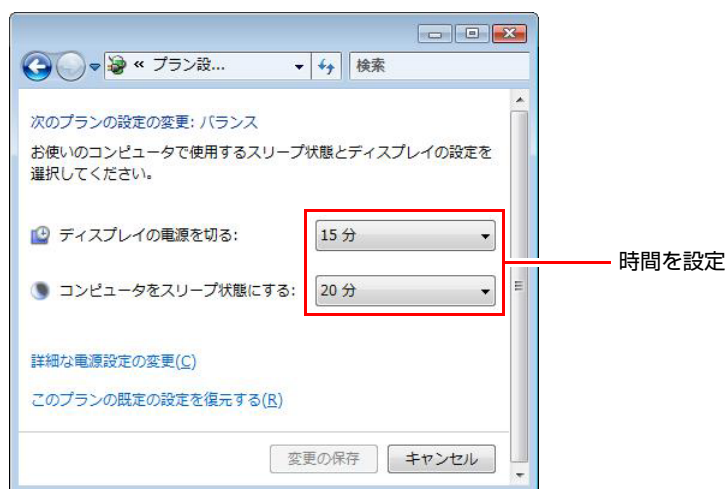 « プラン設...
検索
次のプランの設定の変更: バランス
お使いのコンピュータで使用するスリープ状態とディスプレイの設定を
選択してください。
ディスプレイの電源を切る: 15 分
時間を設定
コンピュータをスリープ状態にする: 20 分
詳細な電源設定の変更(C)
このプランの既定の設定を復元する(R)
変更の保存 キャンセル